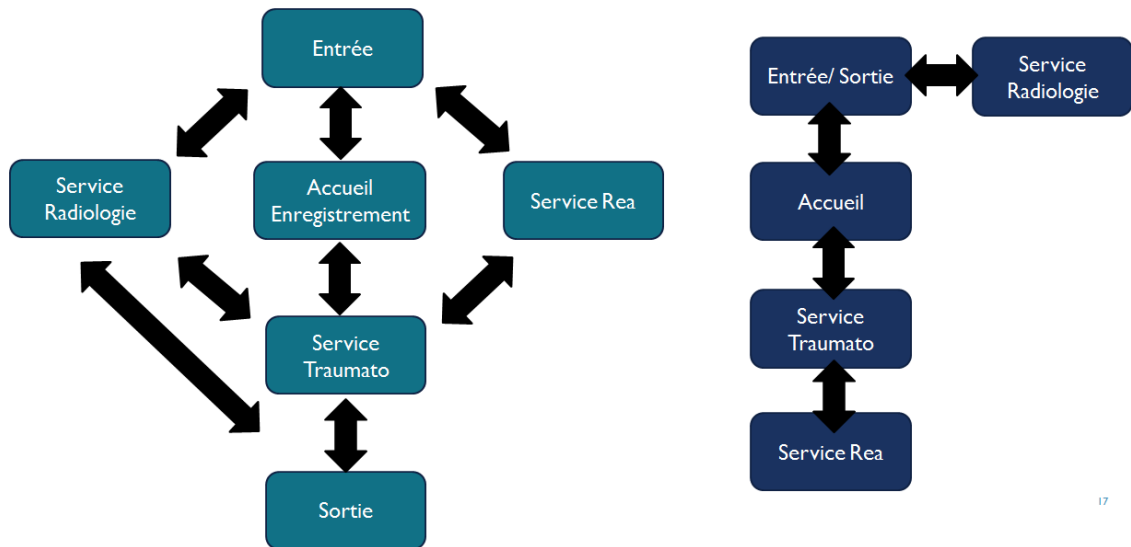 Entrée
Service
Radiologie
Accueil
Enregistrement
Service Rea
Service
Traumato
Sortie
Entrée/ Sortie
Service
Radiologie
Accueil
Service
Traumato
Service Rea
17